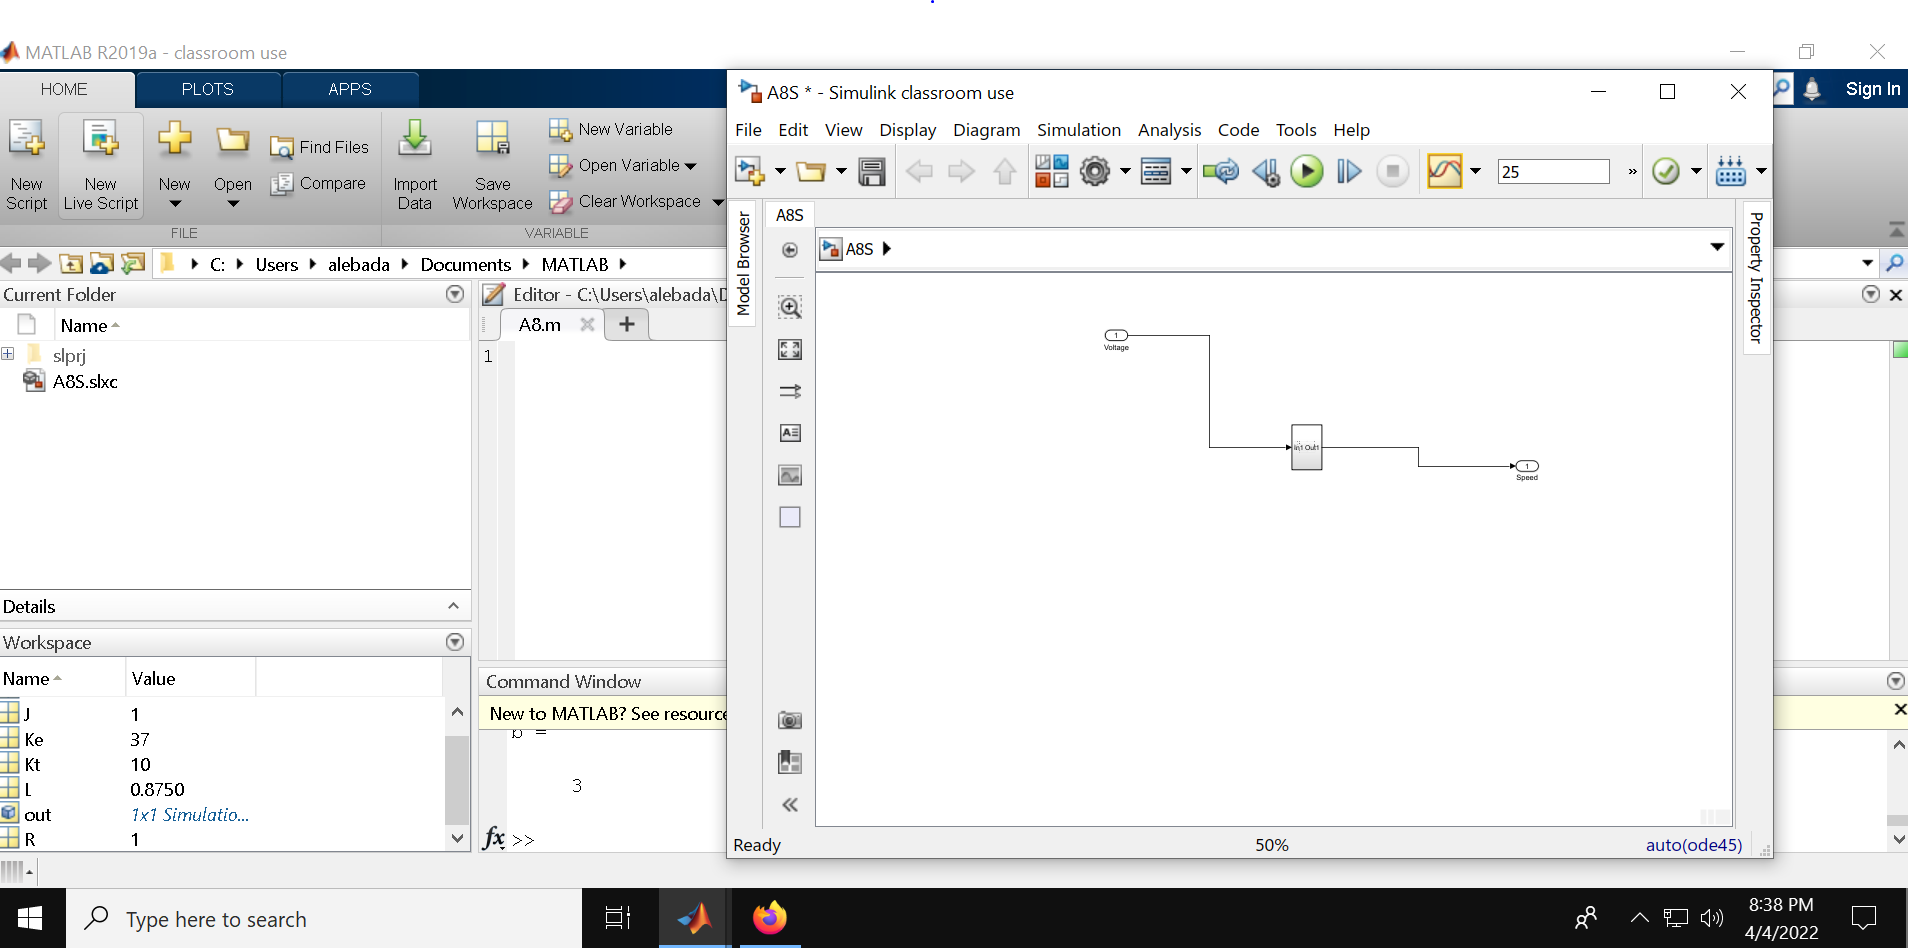 MATLAB R2019a - classroom use
HOME PLOTS APPS
Sign In
New Script
New Live Script
New
Open
Find Files
Compare
FILE
Import Data
Save Workspace
New Variable
Open Variable
Clear Workspace
VARIABLE
C: Users alebada Documents MATLAB
Current Folder
Name
slprj
A8S.slxc
Details
Workspace
Name Value
J 1
Ke 37
Kt 10
L 0.8750
out 1x1 Simulatio...
R 1
Editor - C:\Users\alebada\D
A8.m
1
Command Window
New to MATLAB? See resource
b =
3
fx >>
A8S * - Simulink classroom use
File Edit View Display Diagram Simulation Analysis Code Tools Help
25 »
Model Browser
A8S
A8S
Property Inspector
1
Voltage
In1 Out1
1
Speed
Ready 50% auto(ode45)
Type here to search
8:38 PM
4/4/2022